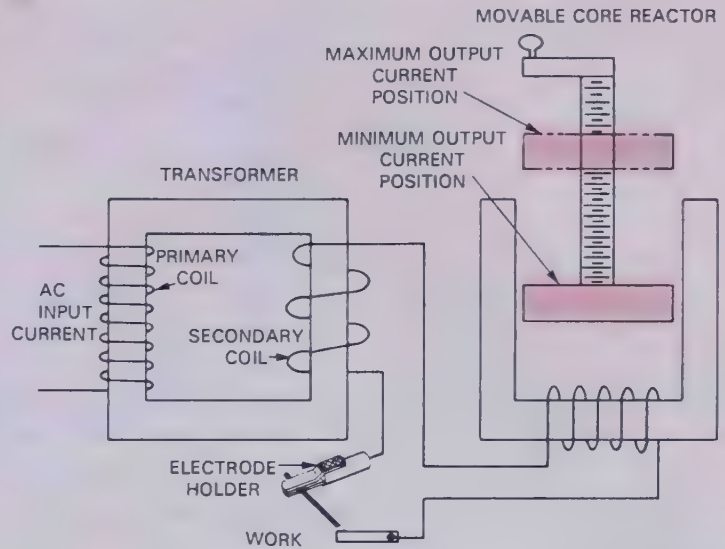 MOVABLE CORE REACTOR
MAXIMUM OUTPUT
CURRENT
POSITION
MINIMUM OUTPUT
CURRENT
POSITION
TRANSFORMER
PRIMARY
COIL
AC
INPUT
CURRENT
SECONDARY
COIL
ELECTRODE
HOLDER
WORK